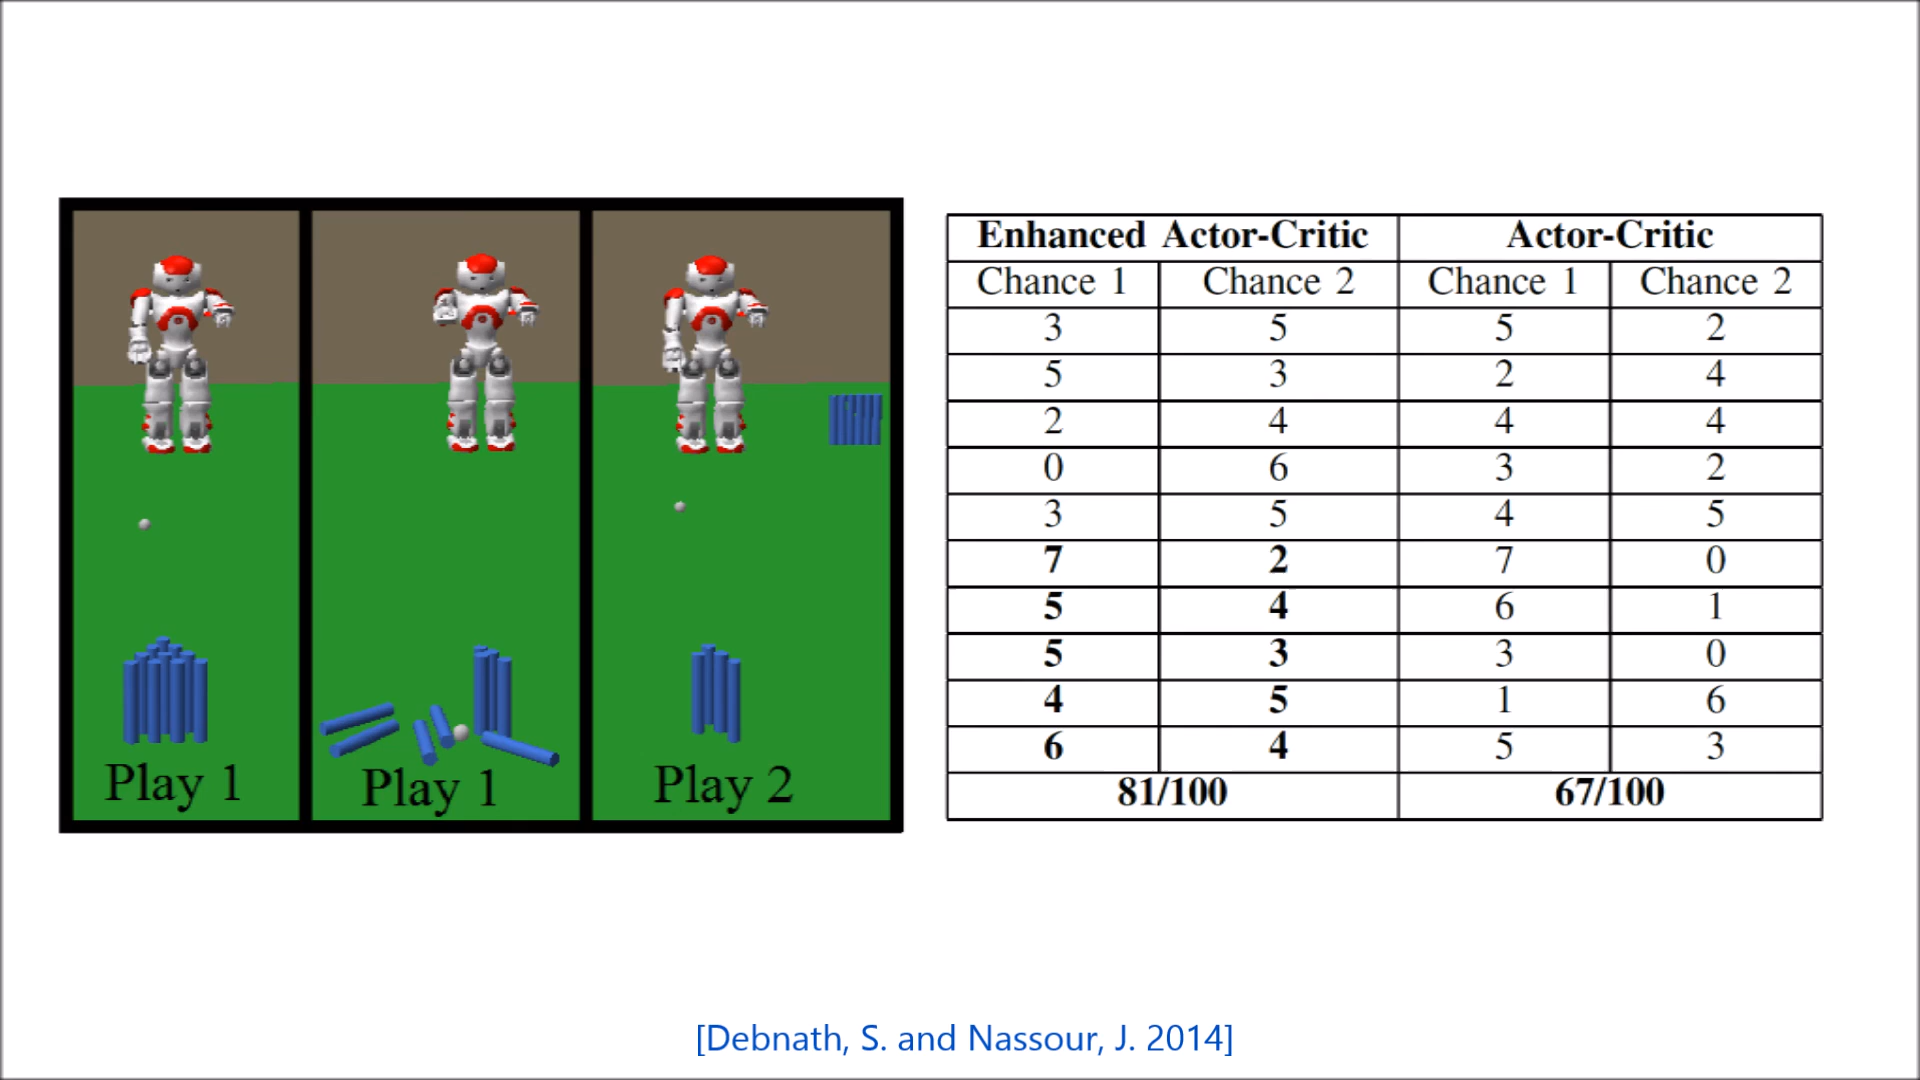 Play 1
Play 1
Play 2
Enhanced Actor-Critic Actor-Critic
Chance 1 Chance 2 Chance 1 Chance 2
3 5 5 2
5 3 2 4
2 4 4 4
0 6 3 2
3 5 4 5
7 2 7 0
5 4 6 1
5 3 3 0
4 5 1 6
6 4 5 3
81/100 67/100
[Debnath, S. and Nassour, J. 2014]